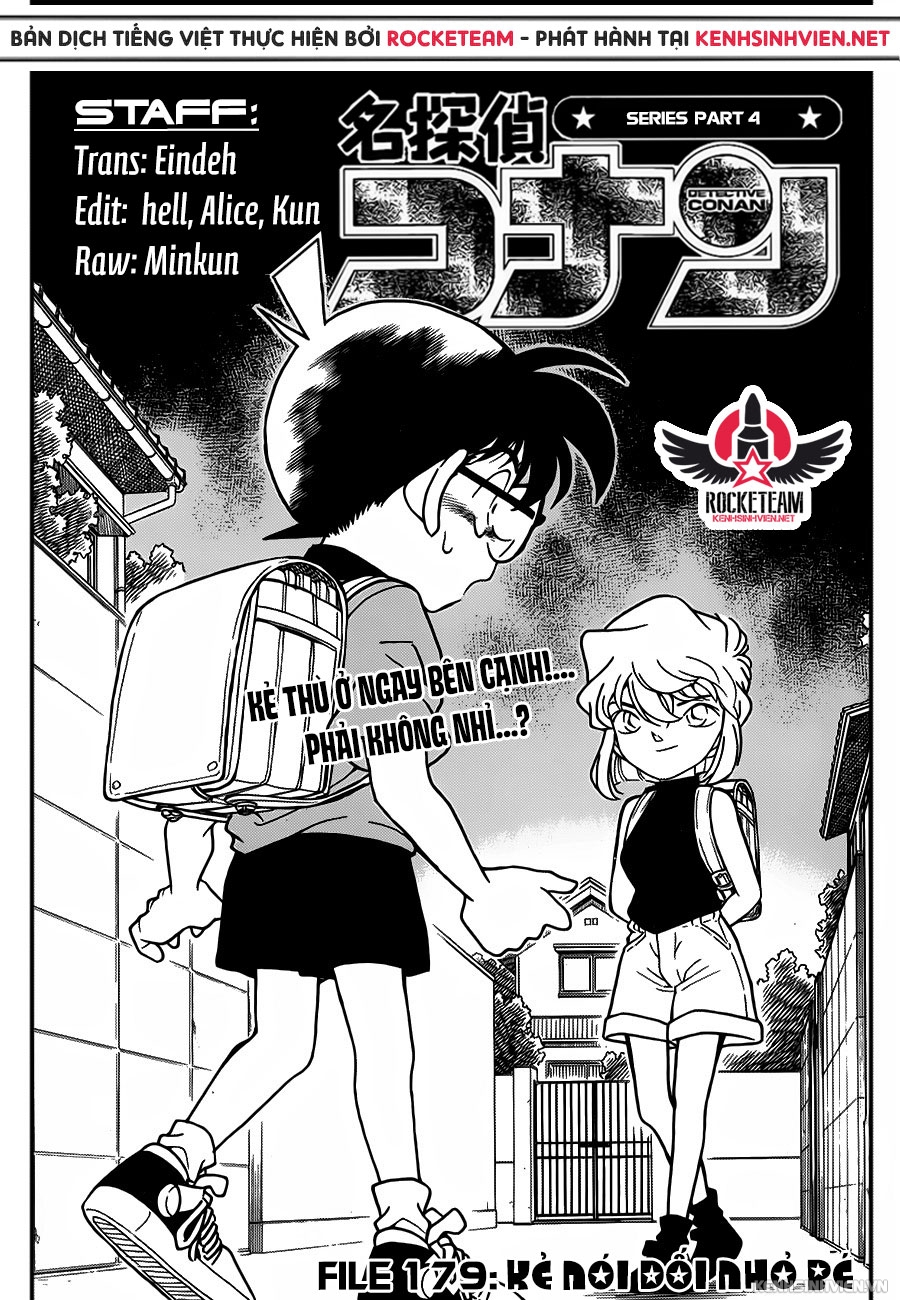 BẢN DỊCH TIẾNG VIỆT THỰC HIỆN BỞI ROCKETEAM - PHÁT HÀNH TẠI KENHSINHVIEN.NET
STAFF:
Trans: Eindeh
Edit: hell, Alice, Kun
Raw: Minkun
名探偵
SERIES PART 4
コナン
DETECTIVE
CONAN
ROCKETEAM
KENHSINHVIEN.NET
KẺ THÙ Ở NGAY BÊN CẠNH!....
PHẢI KHÔNG NHỈ...?
FILE 179: KẺ NÓI DỐI NHỎ BÉ
KENHSINHVIEN.VN